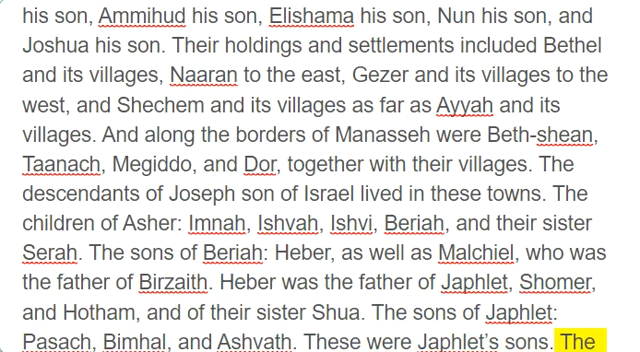 his son, Ammihud his son, Elishama his son, Nun his son, and
Joshua his son. Their holdings and settlements included Bethel
and its villages, Naaran to the east, Gezer and its villages to the
west, and Shechem and its villages as far as Ayyah and its
villages. And along the borders of Manasseh were Beth-shean,
Taanach, Megiddo, and Dor, together with their villages. The
descendants of Joseph son of Israel lived in these towns. The
children of Asher: Imnah, Ishvah, Ishvi, Beriah, and their sister
Serah. The sons of Beriah: Heber, as well as Malchiel, who was
the father of Birzaith. Heber was the father of Japhlet, Shomer,
and Hotham, and of their sister Shua. The sons of Japhlet:
Pasach, Bimhal, and Ashvath. These were Japhlet’s sons. The